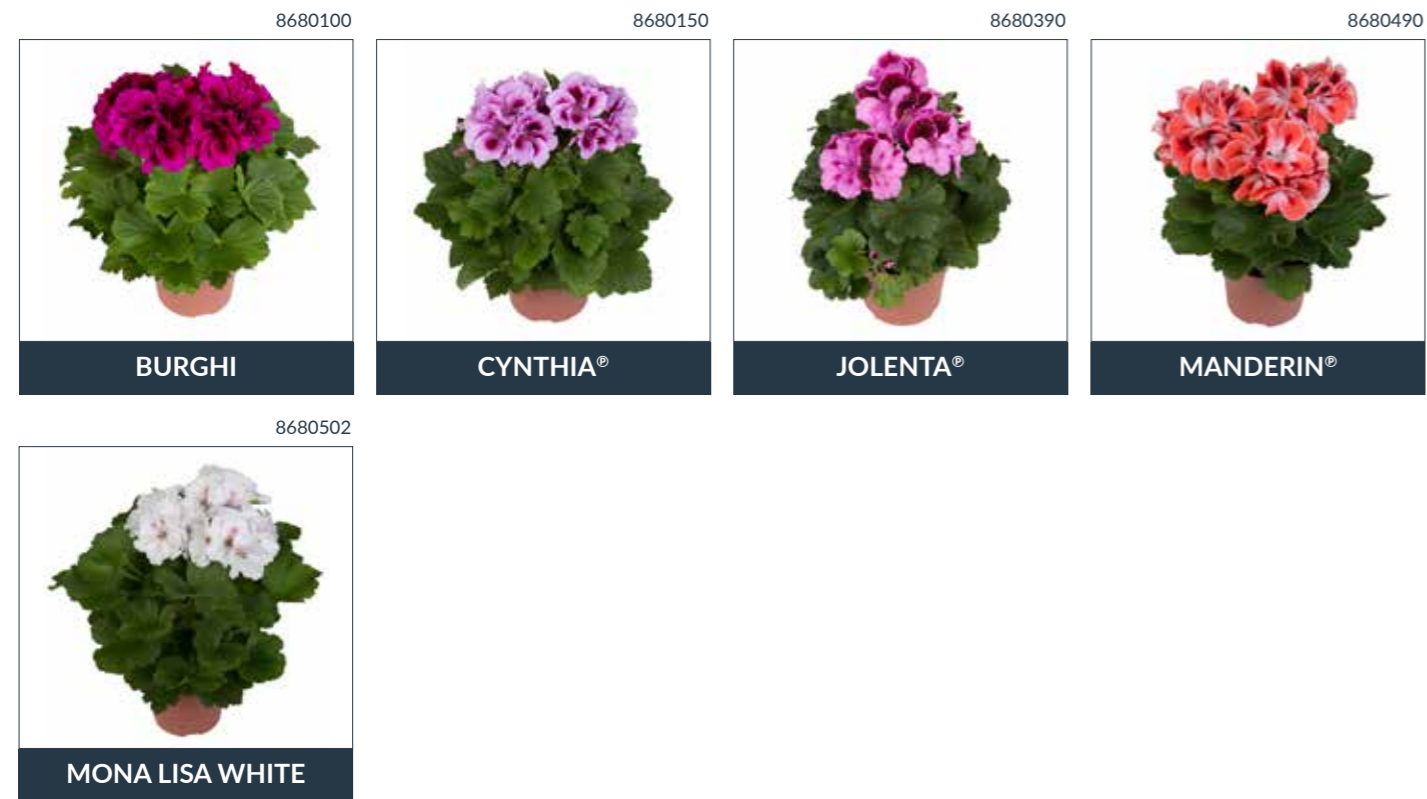 8680100
8680150
8680390
8680490
BURGHI
CYNTHIA℗
JOLENTA℗
MANDERIN℗
8680502
MONA LISA WHITE